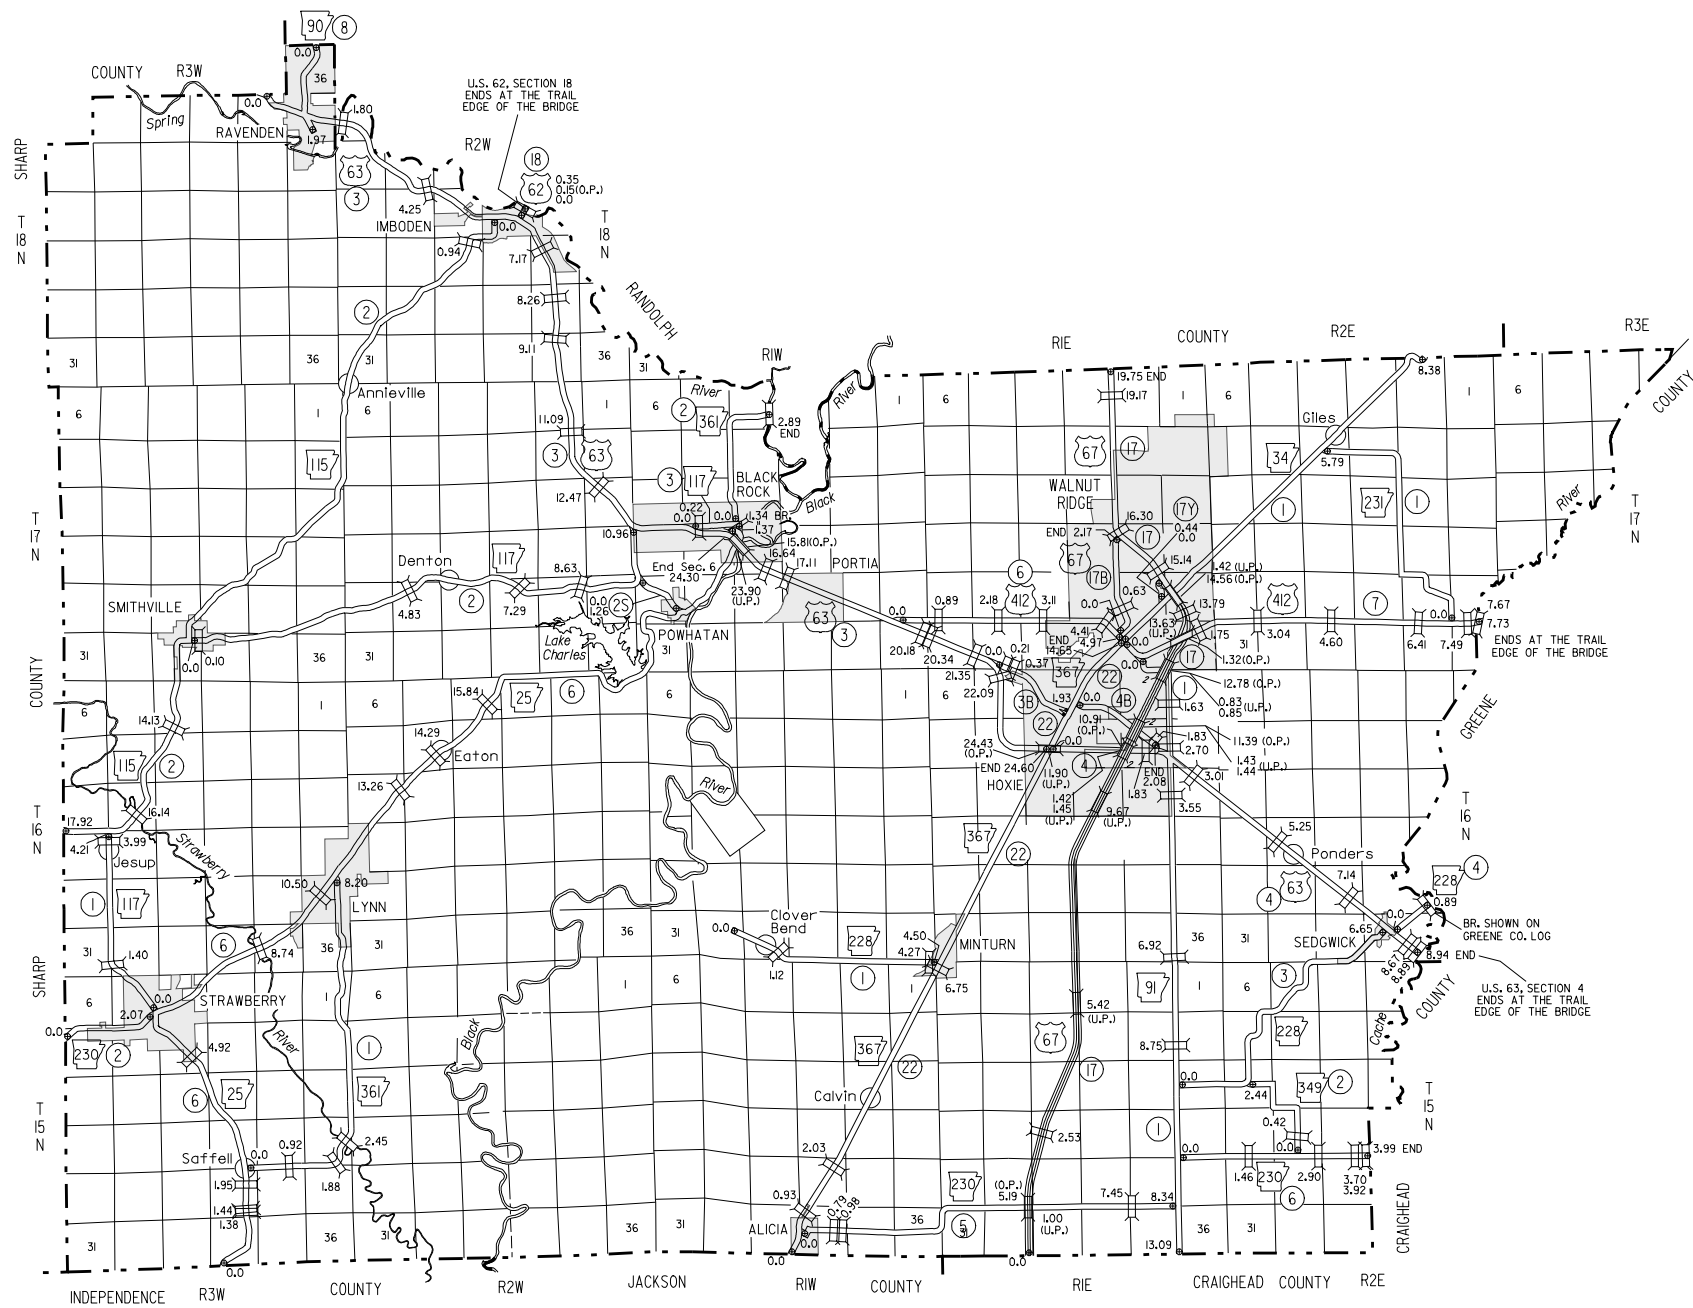 90
8
0.0
36
COUNTY
R3W
0.0
1.80
Spring
RAVENDEN
1.97
SHARP
63
3
U.S. 62, SECTION 18
ENDS AT THE TRAIL
EDGE OF THE BRIDGE
R2W
18
62
0.35
0.15(O.P.)
0.0
4.25
IMBODEN
0.0
T
18
N
T
18
N
0.94
7.17
8.26
RANDOLPH
2
9.11
31
36
31
36
31
R1W
River
River
R1E
COUNTY
R2E
R3E
19.75 END
8.38
COUNTY
Annieville
6
1
6
1
6
2
361
2.89
END
1
6
19.17
1
6
Giles
1
6
11.09
3
63
115
3
117
BLACK
ROCK
67
17
34
5.79
12.47
WALNUT
RIDGE
231
1
Black
River
T
17
N
T
17
N
0.22
0.0
0.0
1.34 BR.
1.37
10.96
15.81(O.P.)
16.64
17.11
PORTIA
End Sec. 6
24.30
23.90
(U.P.)
16.30
END 2.17
17
17Y
0.44
0.0
1
67
17B
15.14
1.42 (U.P.)
14.56(O.P.)
Denton
117
8.63
6
412
412
7
SMITHVILLE
4.83
2
7.29
0.0
1.26
2S
POWHATAN
63
3
0.0
0.89
2.18
3.11
0.63
13.79
13.63
(U.P.)
0.0
7.67
7.73
Lake
Charles
4.41
END
4.97
14.65
0.0
1.75
31
3.04
4.60
6.41
7.49
ENDS AT THE TRAIL
EDGE OF THE BRIDGE
0.0
0.10
31
36
31
31
20.18
20.34
0.0
0.21
0.37
0.0
17
1.32(O.P.)
COUNTY
21.35
22.09
367
22
12.78 (O.P.)
6
1
6
15.84
25
6
6
1
6
3B
1.93
0.0
4B
1
1.63
0.83
0.85
(U.P.)
14.13
14.29
Eaton
22
10.91
(O.P.)
2
1.83
11.39 (O.P.)
GREENE
115
2
13.26
River
24.43
(O.P.)
0.0
4
2
2.70
1.43
1.44
(U.P.)
END 24.60
HOXIE
11.90
(U.P.)
END
2.08
1.83
3.01
T
16
N
T
16
N
17.92
16.14
1.42
1.45
(U.P.)
9.67
(U.P.)
3.55
4.21
3.99
Jesup
Strawberry
367
22
5.25
Ponders
1
117
10.50
8.20
LYNN
7.14
228
4
4
63
0.89
Clover
Bend
0.0
0.0
BR. SHOWN ON
GREENE CO. LOG
31
6
8.74
36
31
36
31
228
4.50
4.27
MINTURN
6.92
36
31
SEDGWICK
6.65
8.67
8.89
8.94 END
1.40
1.12
1
6.75
3
SHARP
6
0.0
STRAWBERRY
1
6
1
6
1
91
1
6
COUNTY
U.S. 63, SECTION 4
ENDS AT THE TRAIL
EDGE OF THE BRIDGE
2.07
0.0
5.42
(U.P.)
228
Cache
230
2
4.92
River
1
Black
367
22
67
8.75
17
6
25
361
Calvin
0.0
2.44
349
2
T
15
N
T
15
N
0.42
1
2.53
Saffell
0.0
0.92
2.45
2.03
0.0
0.0
3.99 END
1.95
1.88
1.46
230
2.90
3.70
3.92
6
1.44
1.38
0.93
0.79
0.98
230
(O.P.)
5.19
7.45
8.34
CRAIGHEAD
31
36
31
36
31
ALICIA
0.0
36
5
31
1.00
(U.P.)
36
31
0.0
0.0
0.0
13.09
INDEPENDENCE
R3W
COUNTY
R2W
JACKSON
R1W
COUNTY
R1E
CRAIGHEAD
COUNTY
R2E